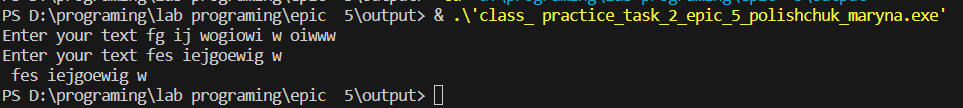 PS D:\programing\lab programing\epic  5\output> & .\'class_ practice_task_2_epic_5_polishchuk_maryna.exe'
Enter your text fg ij wogiowi w oiwww
Enter your text fes iejgoewig w
 fes iejgoewig w
PS D:\programing\lab programing\epic  5\output>